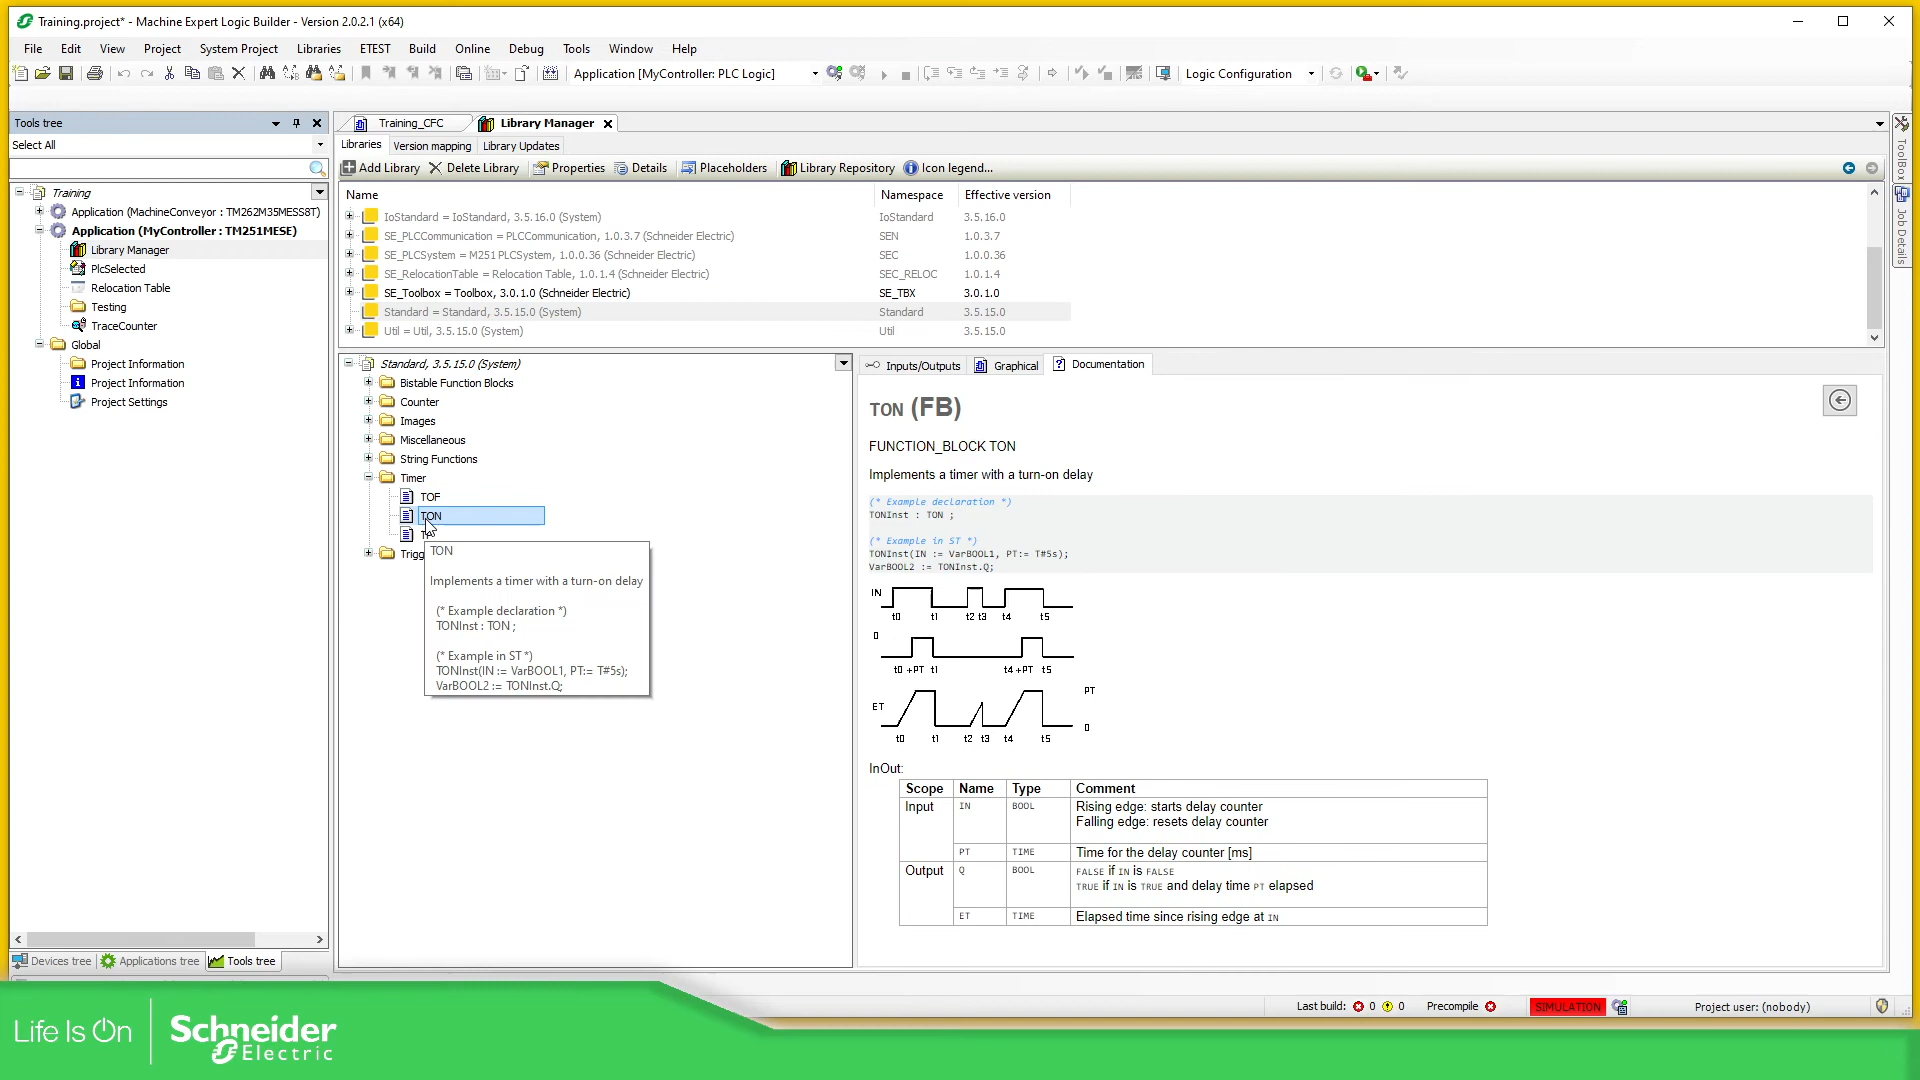 Training.project* - Machine Expert Logic Builder - Version 2.0.2.1 (x64)
File Edit View Project System Project Libraries ETEST Build Online Debug Tools Window Help
Application [MyController: PLC Logic] Logic Configuration
Tools tree
Select All
Training
Application (MachineConveyor : TM262M35MESS8T)
Application (MyController : TM251MESE)
Library Manager
PlcSelected
Relocation Table
Testing
TraceCounter
Global
Project Information
Project Information
Project Settings
Devices tree Applications tree Tools tree
Training_CFC Library Manager
Libraries Version mapping Library Updates
Add Library Delete Library Properties Details Placeholders Library Repository Icon legend...
Name Namespace Effective version
IoStandard = IoStandard, 3.5.16.0 (System) IoStandard 3.5.16.0
SE_PLCCommunication = PLCCommunication, 1.0.3.7 (Schneider Electric) SEN 1.0.3.7
SE_PLCSystem = M251 PLCSystem, 1.0.0.36 (Schneider Electric) SEC 1.0.0.36
SE_RelocationTable = Relocation Table, 1.0.1.4 (Schneider Electric) SEC_RELOC 1.0.1.4
SE_Toolbox = Toolbox, 3.0.1.0 (Schneider Electric) SE_TBX 3.0.1.0
Standard = Standard, 3.5.15.0 (System) Standard 3.5.15.0
Util = Util, 3.5.15.0 (System) Util 3.5.15.0
Standard, 3.5.15.0 (System)
Bistable Function Blocks
Counter
Images
Miscellaneous
String Functions
Timer
TOF
TON
Trigg
TON
Implements a timer with a turn-on delay
(* Example declaration *)
TONInst : TON ;
(* Example in ST *)
TONInst(IN := VarBOOL1, PT:= T#5s);
VarBOOL2 := TONInst.Q;
Inputs/Outputs Graphical Documentation
TON (FB)
FUNCTION_BLOCK TON
Implements a timer with a turn-on delay
(* Example declaration *)
TONInst : TON ;
(* Example in ST *)
TONInst(IN := VarBOOL1, PT:= T#5s);
VarBOOL2 := TONInst.Q;
IN
t0 t1 t2 t3 t4 t5
Q
t0 +PT t1 t4 +PT t5
PT
ET
0
t0 t1 t2 t3 t4 t5
InOut:
Scope Name Type Comment
Input IN BOOL Rising edge: starts delay counter
Falling edge: resets delay counter
PT TIME Time for the delay counter [ms]
Output Q BOOL FALSE if IN is FALSE
TRUE if IN is TRUE and delay time PT elapsed
ET TIME Elapsed time since rising edge at IN
ToolBox
Job Details
Last build: 0 0 Precompile SIMULATION Project user: (nobody)
Life Is On Schneider Electric